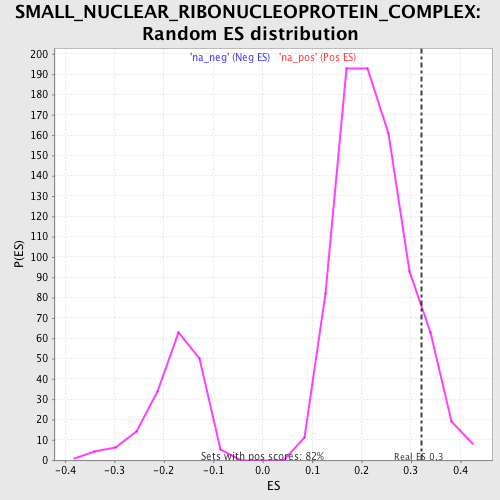 SMALL_NUCLEAR_RIBONUCLEOPROTEIN_COMPLEX:
Random ES distribution
'na_neg' (Neg ES) 'na_pos' (Pos ES)
200
190
180
170
160
150
140
130
120
110
100
90
80
70
60
50
40
30
20
10
0
P(ES)
Sets with pos scores: 82%
Real ES 0.3
-0.4 -0.3 -0.2 -0.1 0.0 0.1 0.2 0.3 0.4
ES